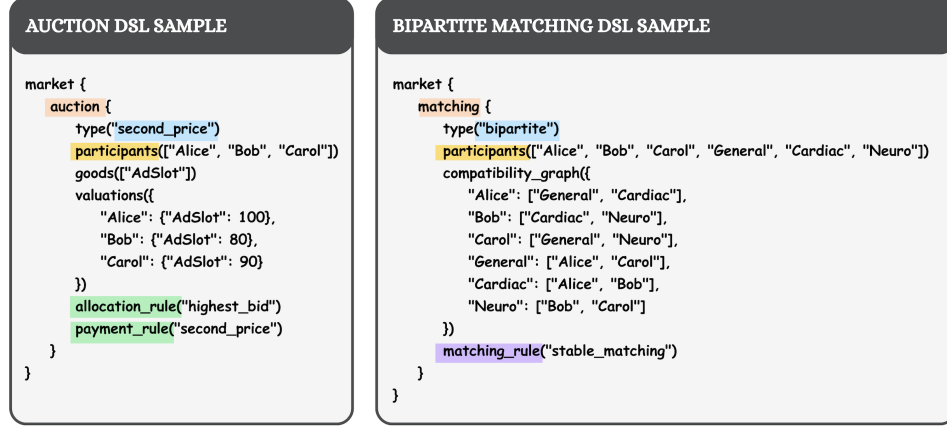 AUCTION DSL SAMPLE
market {
auction {
type("second_price")
participants(["Alice", "Bob", "Carol"])
goods(["AdSlot"])
valuations({
"Alice": {"AdSlot": 100},
"Bob": {"AdSlot": 80},
"Carol": {"AdSlot": 90}
})
allocation_rule("highest_bid")
payment_rule("second_price")
}
}
BIPARTITE MATCHING DSL SAMPLE
market {
matching {
type("bipartite")
participants(["Alice", "Bob", "Carol", "General", "Cardiac", "Neuro"])
compatibility_graph({
"Alice": ["General", "Cardiac"],
"Bob": ["Cardiac", "Neuro"],
"Carol": ["General", "Neuro"],
"General": ["Alice", "Carol"],
"Cardiac": ["Alice", "Bob"],
"Neuro": ["Bob", "Carol"]
})
matching_rule("stable_matching")
}
}